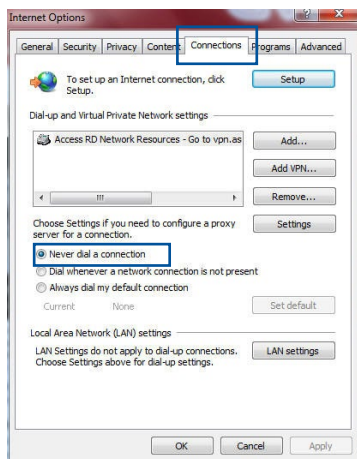 Internet Options
General Security Privacy Content Connections Programs Advanced
To set up an Internet connection, click
Setup.
Setup
Dial-up and Virtual Private Network settings
Access RD Network Resources - Go to vpn.as
Add...
Add VPN...
Remove...
Choose Settings if you need to configure a proxy
server for a connection.
Settings
Never dial a connection
Dial whenever a network connection is not present
Always dial my default connection
Current None
Set default
Local Area Network (LAN) settings
LAN Settings do not apply to dial-up connections.
Choose Settings above for dial-up settings.
LAN settings
OK Cancel Apply